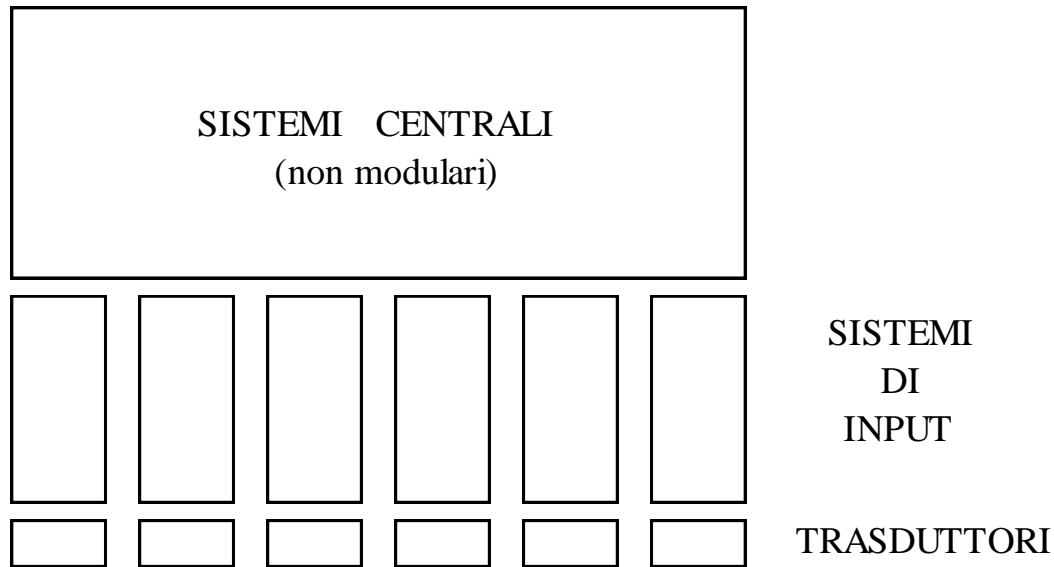 SISTEMI CENTRALI
(non modulari)
SISTEMI
DI
INPUT
TRASDUTTORI